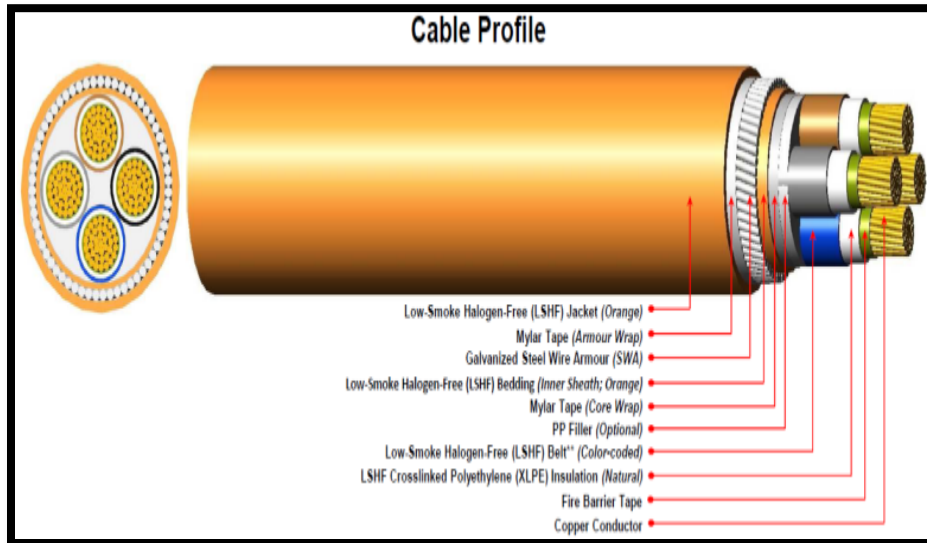 Cable Profile
Low-Smoke Halogen-Free (LSHF) Jacket (Orange)
Mylar Tape (Armour Wrap)
Galvanized Steel Wire Armour (SWA)
Low-Smoke Halogen-Free (LSHF) Bedding (Inner Sheath; Orange)
Mylar Tape (Core Wrap)
PP Filler (Optional)
Low-Smoke Halogen-Free (LSHF) Belt** (Color-coded)
LSHF Crosslinked Polyethylene (XLPE) Insulation (Natural)
Fire Barrier Tape
Copper Conductor